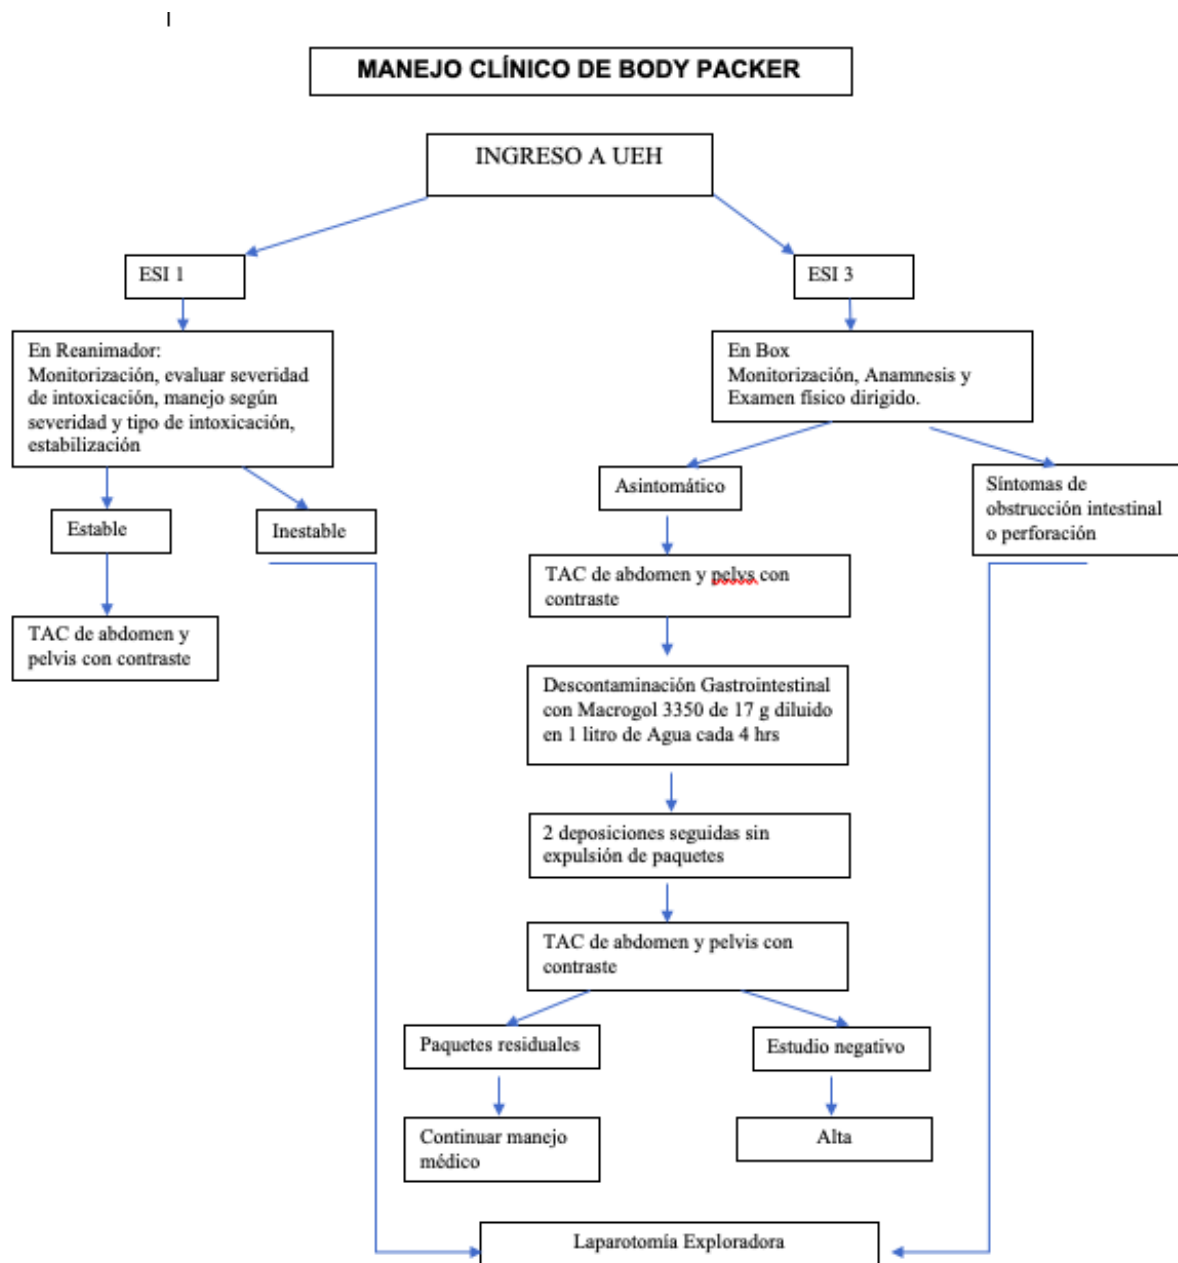 MANEJO CLÍNICO DE BODY PACKER
INGRESO A UEH
ESI 1
ESI 3
En Reanimador:
Monitorización, evaluar severidad
de intoxicación, manejo según
severidad y tipo de intoxicación,
estabilización
En Box
Monitorización, Anamnesis y
Examen físico dirigido.
Estable
Inestable
Asintomático
Síntomas de
obstrucción intestinal
o perforación
TAC de abdomen y
pelvis con contraste
TAC de abdomen y pelvs con
contraste
Descontaminación Gastrointestinal
con Macrogol 3350 de 17 g diluido
en 1 litro de Agua cada 4 hrs
2 deposiciones seguidas sin
expulsión de paquetes
TAC de abdomen y pelvis con
contraste
Paquetes residuales
Estudio negativo
Continuar manejo
médico
Alta
Laparotomía Exploradora